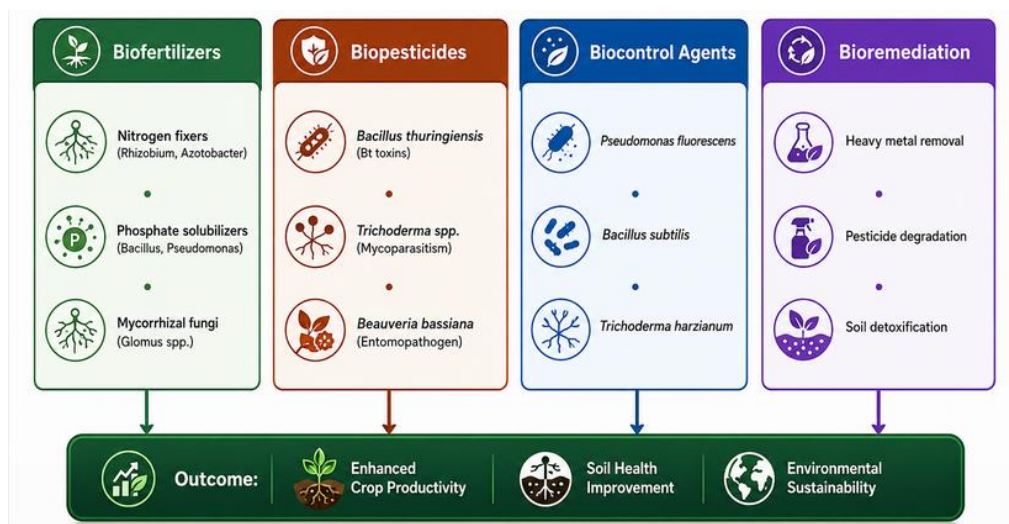 Biofertilizers
Nitrogen fixers
(Rhizobium, Azotobacter)
P
Phosphate solubilizers
(Bacillus, Pseudomonas)
Mycorrhizal fungi
(Glomus spp.)
Biopesticides
Bacillus thuringiensis
(Bt toxins)
Trichoderma spp.
(Mycoparasitism)
Beauveria bassiana
(Entomopathogen)
Biocontrol Agents
Pseudomonas fluorescens
Bacillus subtilis
Trichoderma harzianum
Bioremediation
Heavy metal removal
Pesticide degradation
Soil detoxification
Outcome:
Enhanced
Crop Productivity
Soil Health
Improvement
Environmental
Sustainability